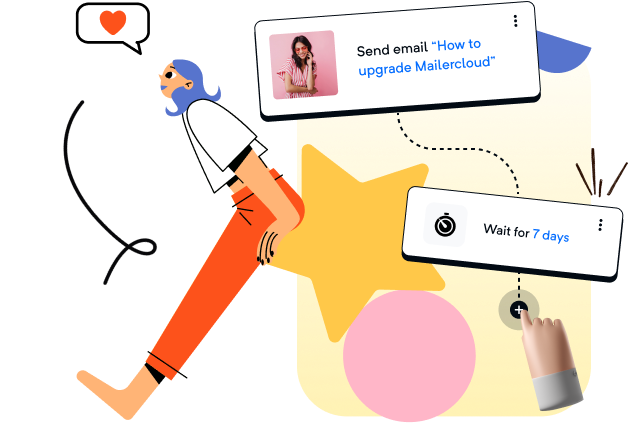 Send email “How to
upgrade Mailercloud”
Wait for 7 days